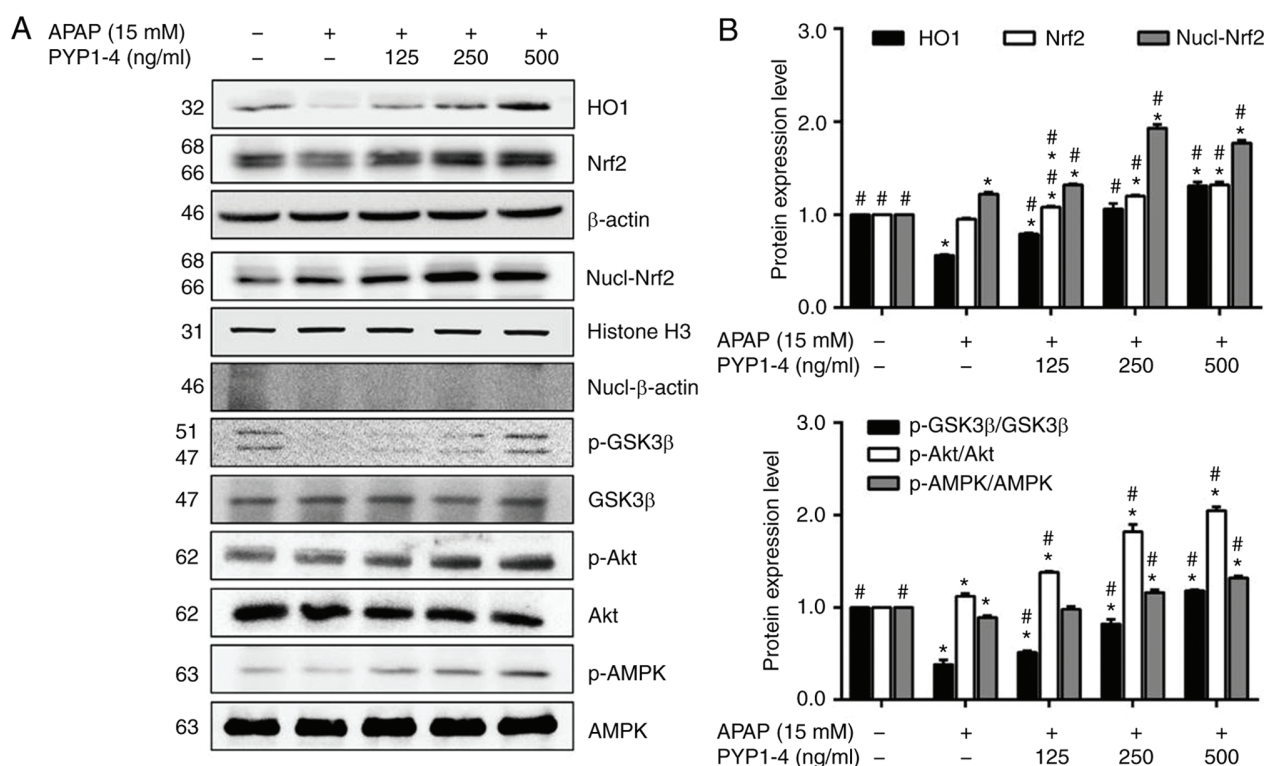 A
APAP (15 mM) – + + + +
PYP1-4 (ng/ml) – – 125 250 500
32 HO1
68
66 Nrf2
46 β-actin
68
66 Nucl-Nrf2
31 Histone H3
46 Nucl-β-actin
51
47 p-GSK3β
47 GSK3β
62 p-Akt
62 Akt
63 p-AMPK
63 AMPK
B
HO1 Nrf2 Nucl-Nrf2
Protein expression level
3.0
2.0
1.0
0.0
# # #
* *
# * # * # * # *
# # * # *
# * # * # *
APAP (15 mM) – + + + +
PYP1-4 (ng/ml) – – 125 250 500
p-GSK3β/GSK3β
p-Akt/Akt
p-AMPK/AMPK
Protein expression level
3.0
2.0
1.0
0.0
# #
* * *
# * # *
# * # * # *
# * # * # *
APAP (15 mM) – + + + +
PYP1-4 (ng/ml) – – 125 250 500